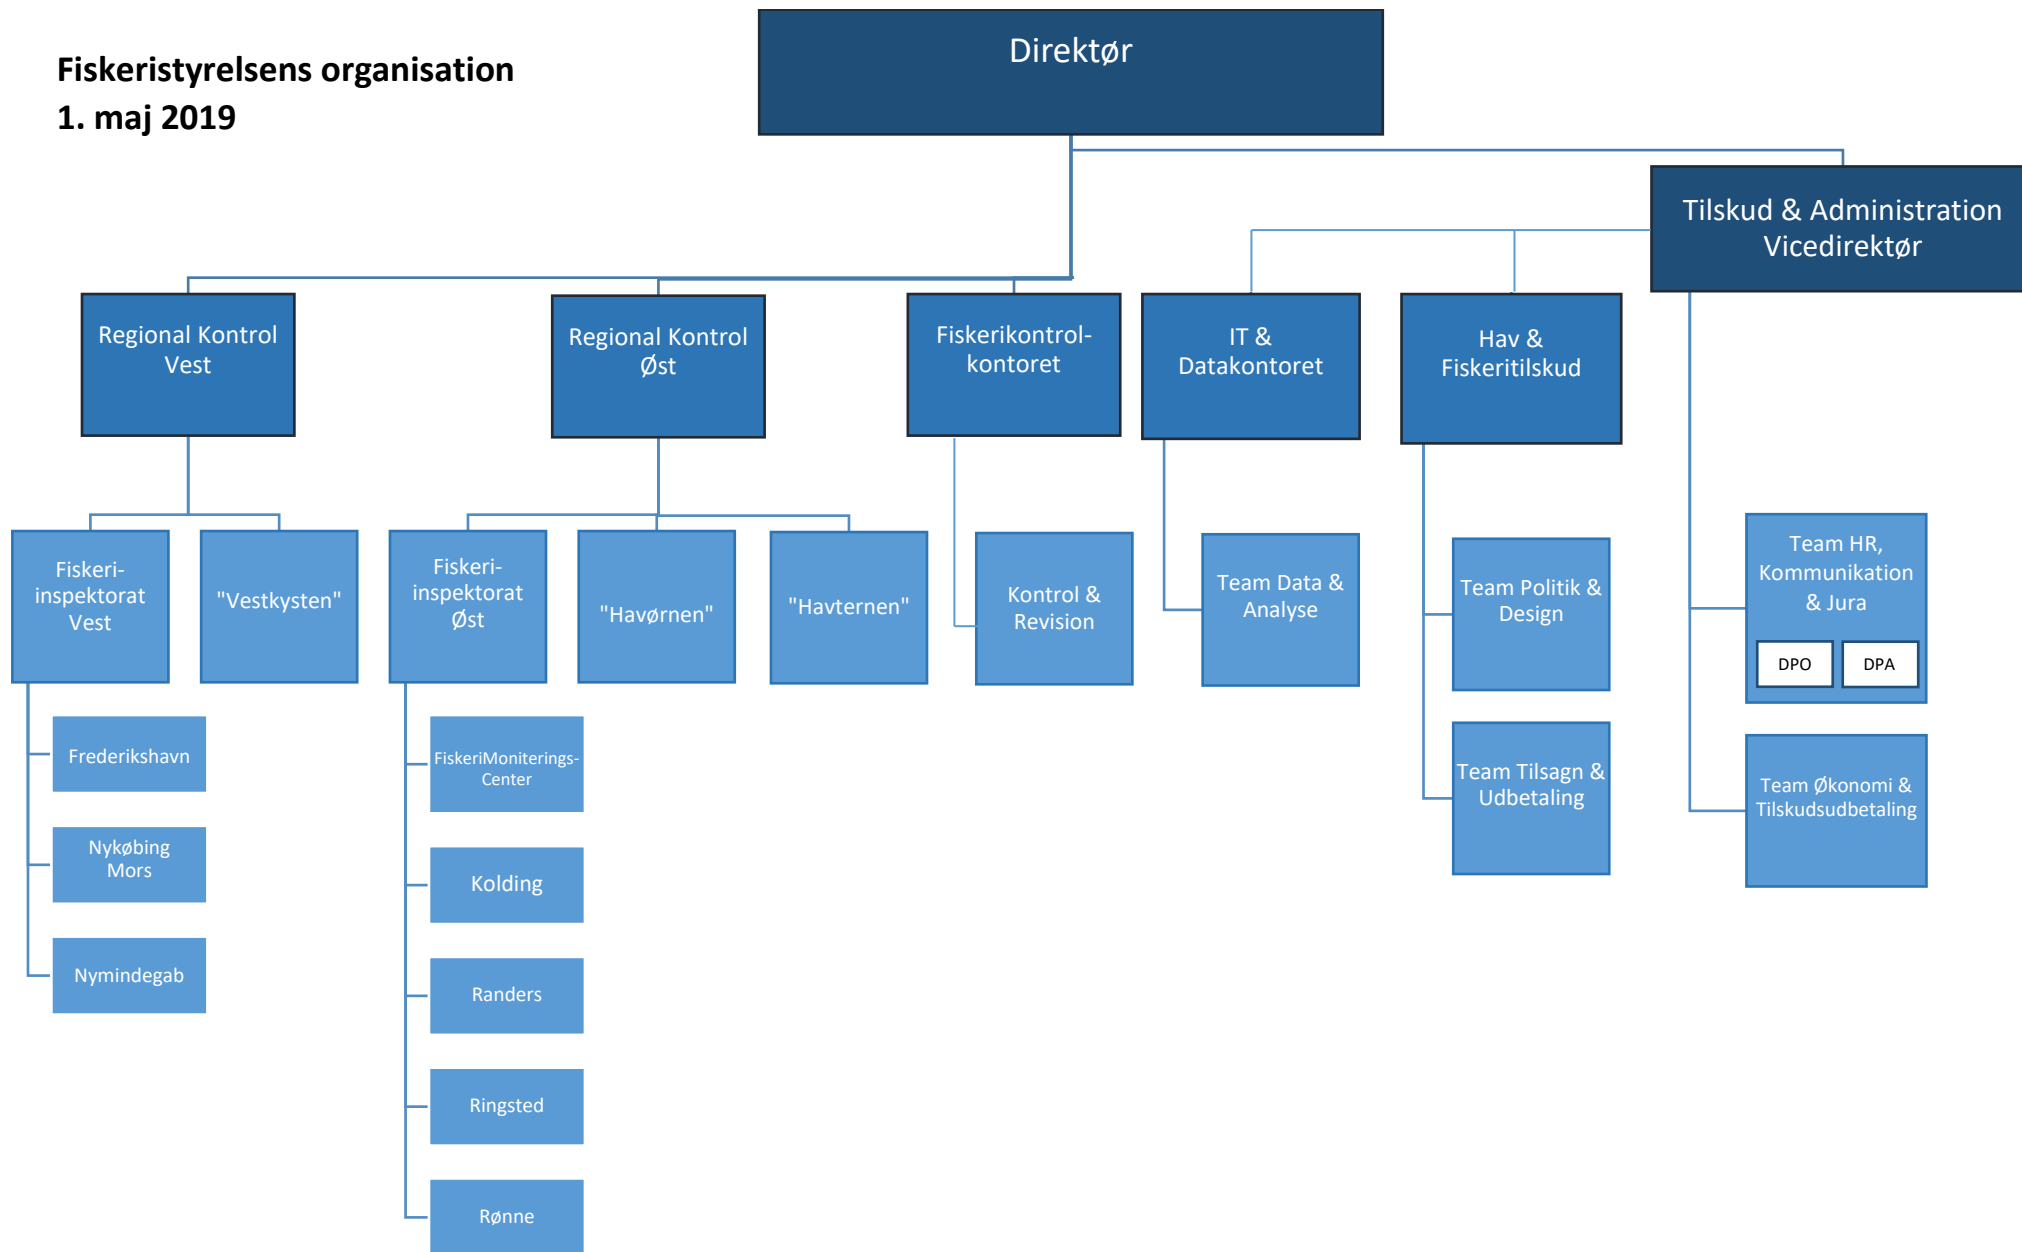 Fiskeristyrelsens organisation
1. maj 2019
Direktør
Tilskud & Administration
Vicedirektør
Regional Kontrol
Vest
Regional Kontrol
Øst
Fiskerikontrol-
kontoret
IT &
Datakontoret
Hav &
Fiskeritilskud
Fiskeri-
inspektorat
Vest
"Vestkysten"
Fiskeri-
inspektorat
Øst
"Havørnen"
"Havternen"
Kontrol &
Revision
Team Data &
Analyse
Team Politik &
Design
Team HR,
Kommunikation
& Jura
DPO
DPA
Frederikshavn
Nykøbing
Mors
Nymindegab
FiskeriMoniterings-
Center
Kolding
Randers
Ringsted
Rønne
Team Tilsagn &
Udbetaling
Team Økonomi &
Tilskudsudbetaling